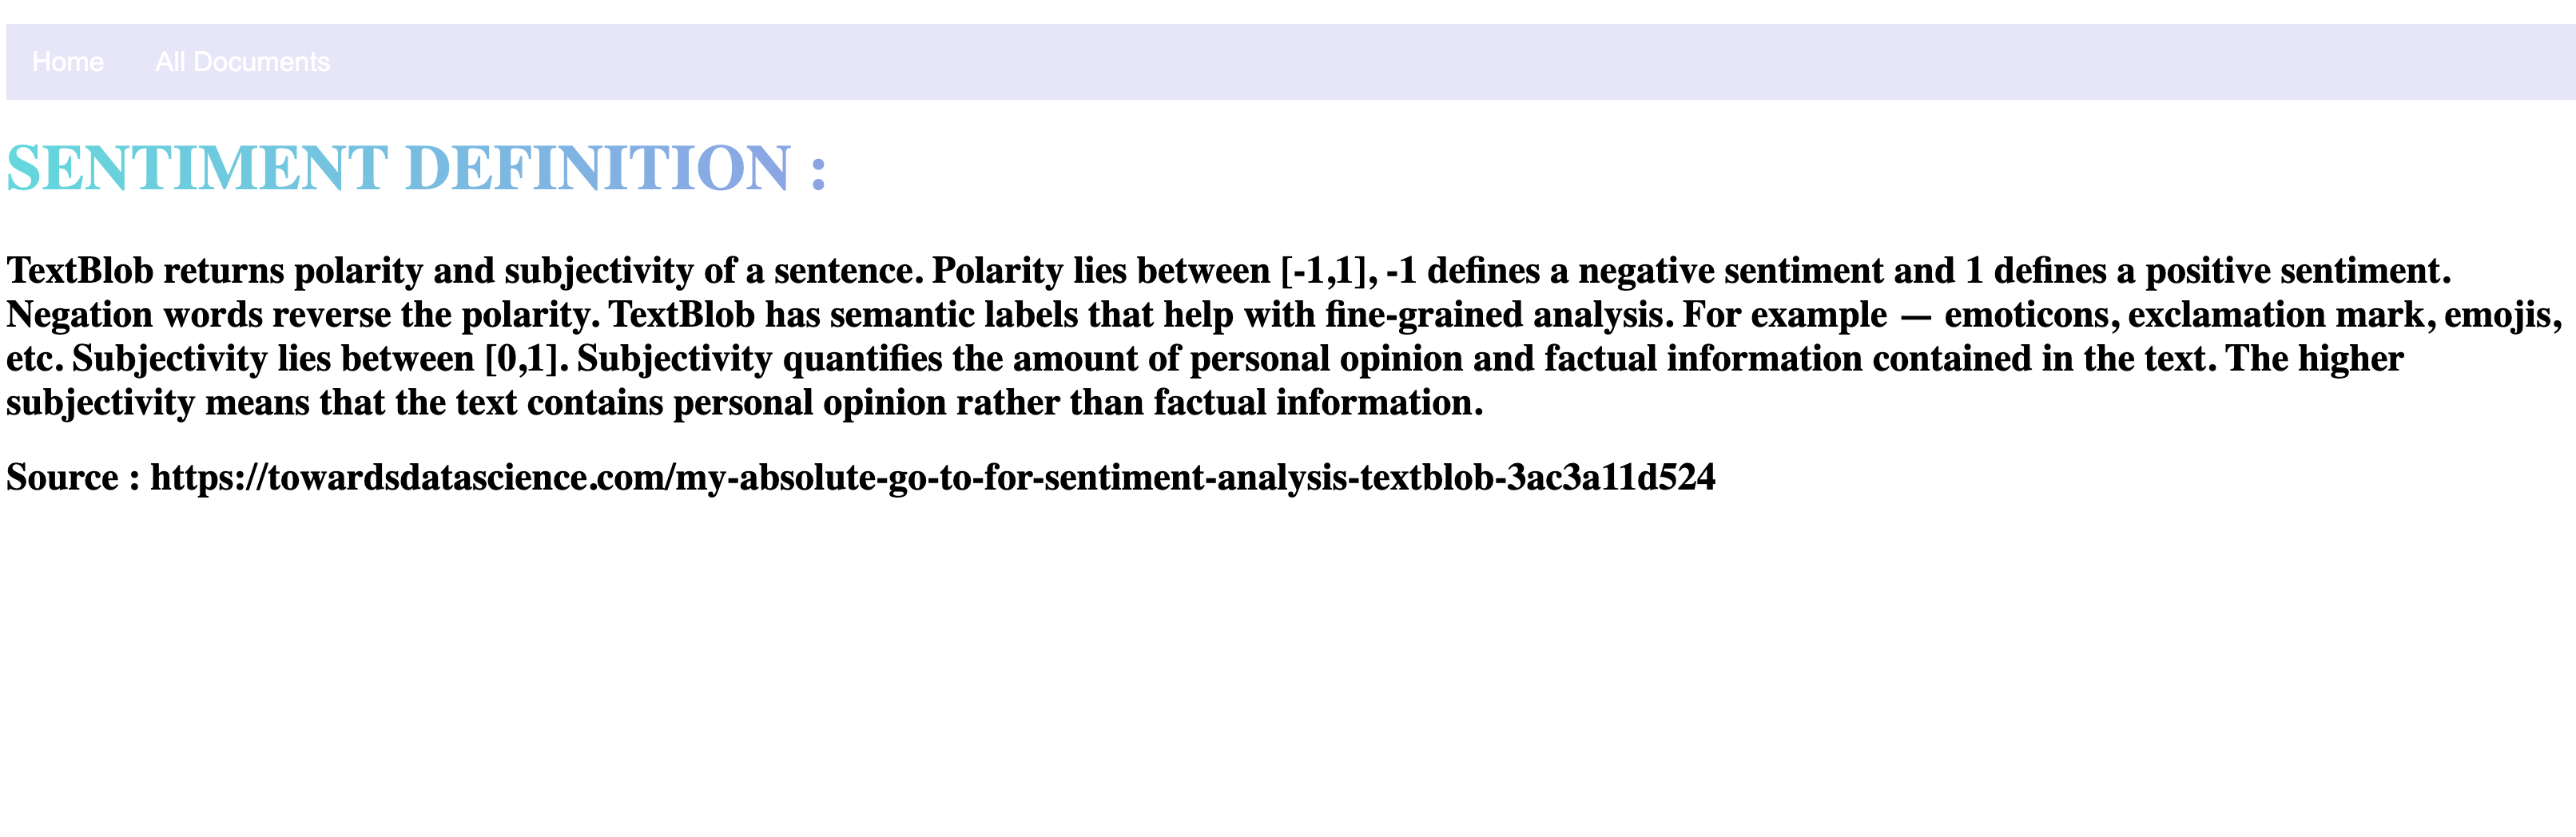 Home All Documents
SENTIMENT DEFINITION :
TextBlob returns polarity and subjectivity of a sentence. Polarity lies between [-1,1], -1 defines a negative sentiment and 1 defines a positive sentiment.
Negation words reverse the polarity. TextBlob has semantic labels that help with fine-grained analysis. For example — emoticons, exclamation mark, emojis,
etc. Subjectivity lies between [0,1]. Subjectivity quantifies the amount of personal opinion and factual information contained in the text. The higher
subjectivity means that the text contains personal opinion rather than factual information.
Source : https://towardsdatascience.com/my-absolute-go-to-for-sentiment-analysis-textblob-3ac3a11d524